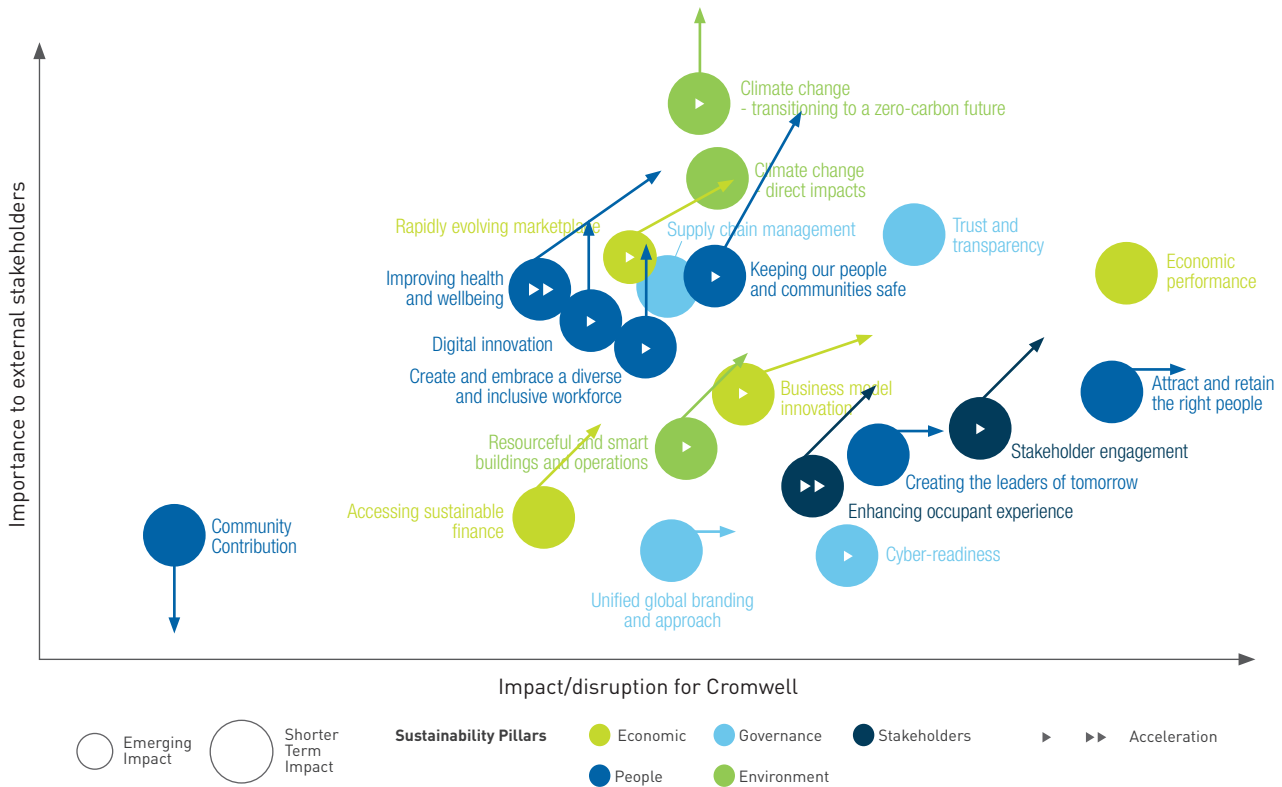 Importance to external stakeholders
Climate change
- transitioning to a zero-carbon future
Climate change
- direct impacts
Rapidly evolving marketplace
Supply chain management
Trust and
transparency
Improving health
and wellbeing
Keeping our people
and communities safe
Economic
performance
Digital innovation
Create and embrace a diverse
and inclusive workforce
Business model
innovation
Attract and retain
the right people
Resourceful and smart
buildings and operations
Stakeholder engagement
Creating the leaders of tomorrow
Accessing sustainable
finance
Enhancing occupant experience
Community
Contribution
Cyber-readiness
Unified global branding
and approach
Impact/disruption for Cromwell
Emerging
Impact
Shorter
Term
Impact
Sustainability Pillars
Economic
Governance
Stakeholders
Acceleration
People
Environment